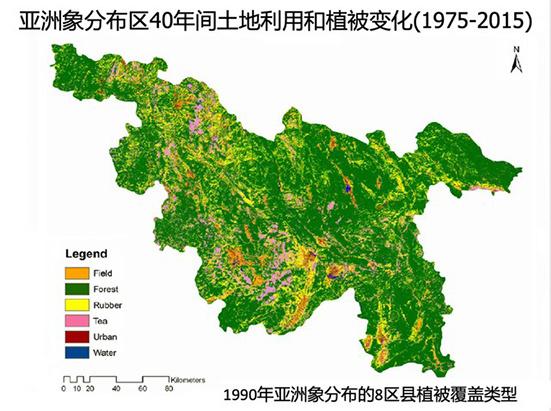 亚洲象分布区40年间土地利用和植被变化(1975-2015)
N
Legend
Field
Forest
Rubber
Tea
Urban
Water
Kilometers
0 10 20 40 60 80
1990年亚洲象分布的8区县植被覆盖类型